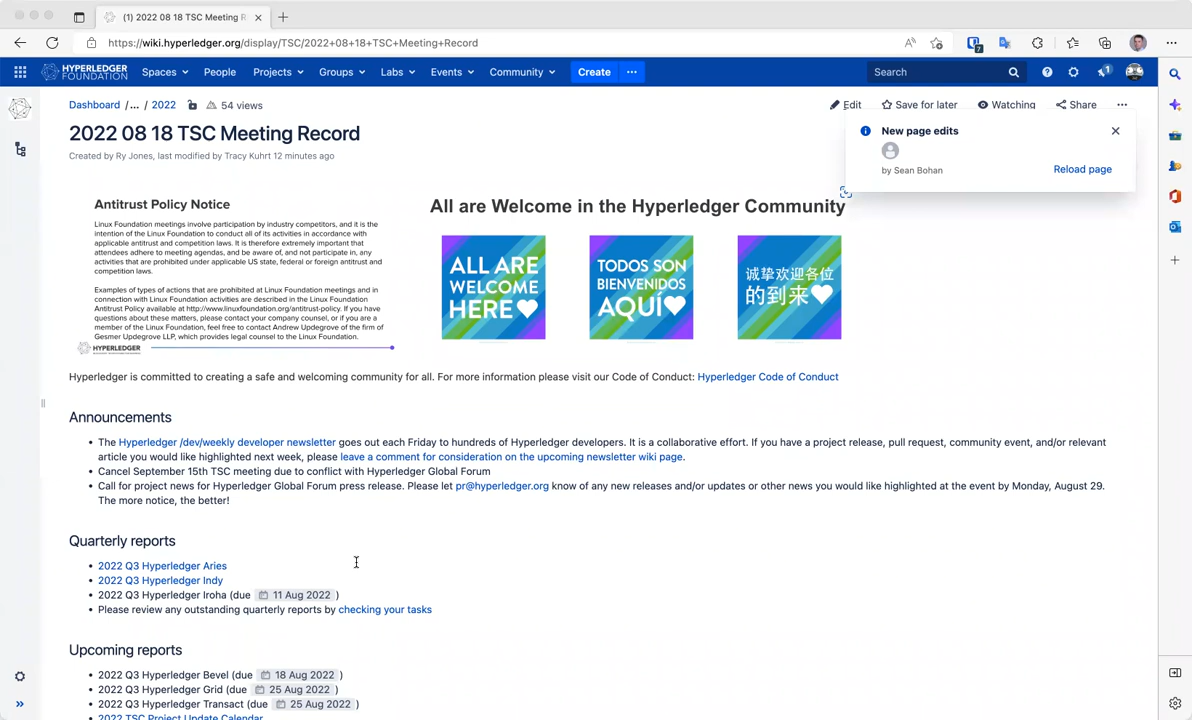 (1) 2022 08 18 TSC Meeting R
https://wiki.hyperledger.org/display/TSC/2022+08+18+TSC+Meeting+Record
7
HYPERLEDGER
FOUNDATION
Spaces
People
Projects
Groups
Labs
Events
Community
Create
Search
1
Dashboard /... / 2022
54 views
Edit
Save for later
Watching
Share
New page edits
by Sean Bohan
Reload page
2022 08 18 TSC Meeting Record
Created by Ry Jones, last modified by Tracy Kuhrt 12 minutes ago
Antitrust Policy Notice
Linux Foundation meetings involve participation by industry competitors, and it is the
intention of the Linux Foundation to conduct all of its activities in accordance with
applicable antitrust and competition laws. It is therefore extremely important that
attendees adhere to meeting agendas, and be aware of, and not participate in, any
activities that are prohibited under applicable US state, federal or foreign antitrust and
competition laws.
Examples of types of actions that are prohibited at Linux Foundation meetings and in
connection with Linux Foundation activities are described in the Linux Foundation
Antitrust Policy available at http://www.linuxfoundation.org/antitrust-policy. If you have
questions about these matters, please contact your company counsel, or if you are a
member of the Linux Foundation, feel free to contact Andrew Updegrove of the firm of
Gesmer Updegrove LLP, which provides legal counsel to the Linux Foundation.
HYPERLEDGER
All are Welcome in the Hyperledger Community
ALL ARE
WELCOME
HERE
TODOS SON
BIENVENIDOS
AQUÍ
诚挚欢迎各位
的到来
Hyperledger is committed to creating a safe and welcoming community for all. For more information please visit our Code of Conduct: Hyperledger Code of Conduct
Announcements
• The Hyperledger /dev/weekly developer newsletter goes out each Friday to hundreds of Hyperledger developers. It is a collaborative effort. If you have a project release, pull request, community event, and/or relevant
article you would like highlighted next week, please leave a comment for consideration on the upcoming newsletter wiki page.
• Cancel September 15th TSC meeting due to conflict with Hyperledger Global Forum
• Call for project news for Hyperledger Global Forum press release. Please let pr@hyperledger.org know of any new releases and/or updates or other news you would like highlighted at the event by Monday, August 29.
The more notice, the better!
Quarterly reports
• 2022 Q3 Hyperledger Aries
• 2022 Q3 Hyperledger Indy
• 2022 Q3 Hyperledger Iroha (due 11 Aug 2022 )
• Please review any outstanding quarterly reports by checking your tasks
Upcoming reports
• 2022 Q3 Hyperledger Bevel (due 18 Aug 2022 )
• 2022 Q3 Hyperledger Grid (due 25 Aug 2022 )
• 2022 Q3 Hyperledger Transact (due 25 Aug 2022 )
• 2022 TSC Project Update Calendar